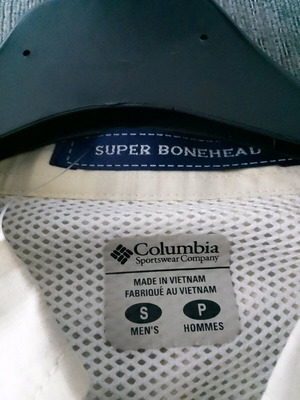 SUPER BONEHEAD
Columbia
Sportswear Company
MADE IN VIETNAM
FABRIQUÉ AU VIETNAM
S P
MEN'S HOMMES